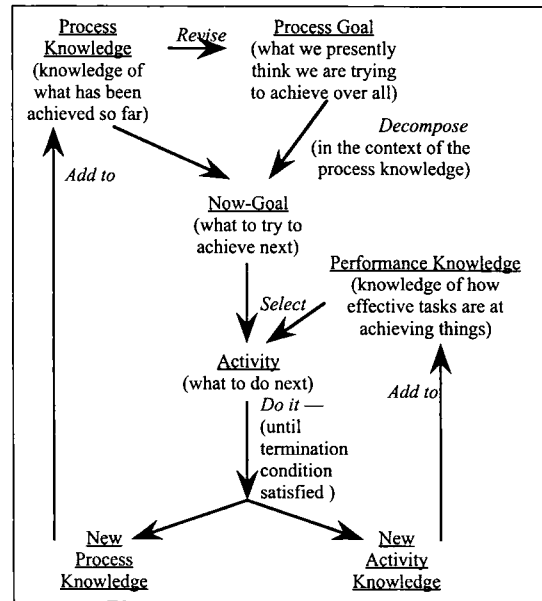 Process
Knowledge
(knowledge of
what has been
achieved so far)
Revise
Process Goal
(what we presently
think we are trying
to achieve over all)
Decompose
(in the context of the
process knowledge)
Add to
Now-Goal
(what to try to
achieve next)
Performance Knowledge
(knowledge of how
effective tasks are at
achieving things)
Select
Activity
(what to do next)
Add to
Do it —
(until
termination
condition
satisfied )
New
Process
Knowledge
New
Activity
Knowledge